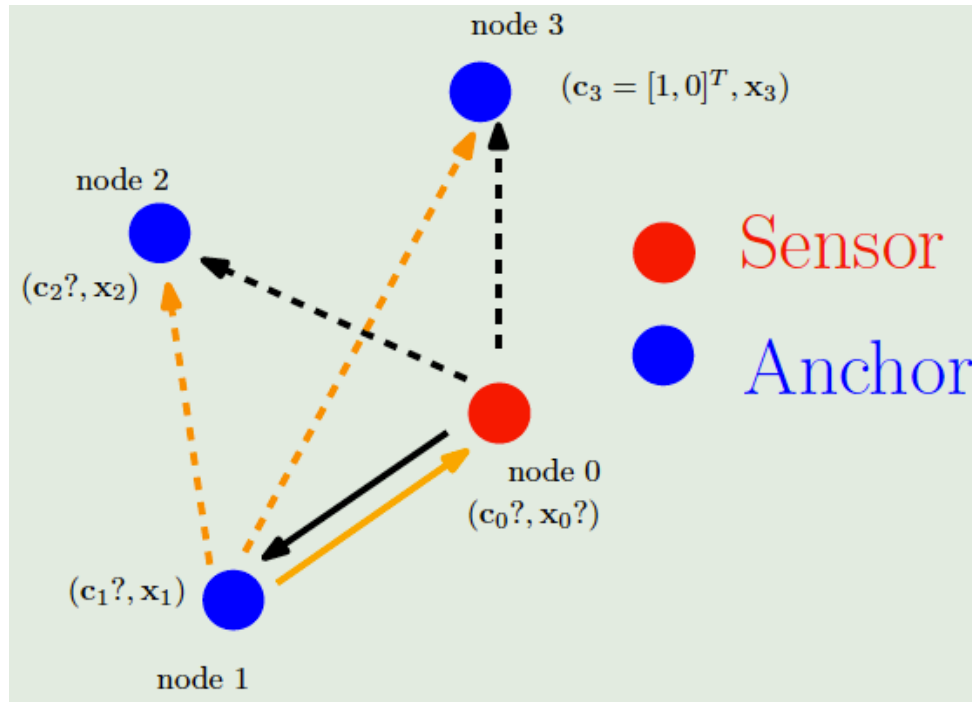 node 3
(c₃ = [1, 0]ᵀ, x₃)
node 2
(c₂?, x₂)
Sensor
Anchor
node 0
(c₀?, x₀?)
(c₁?, x₁)
node 1